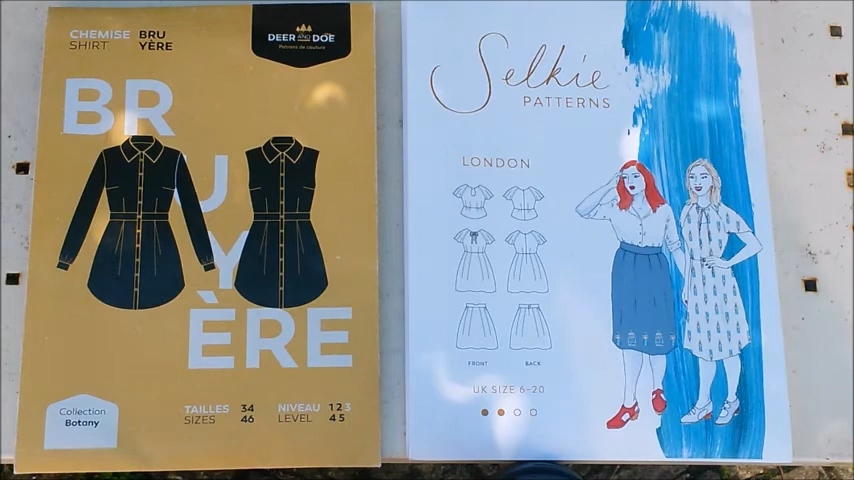 CHEMISE BRU
SHIRT YÈRE
DEER AND DOE
Patrons de couture
BR
U
Y
ÈRE
Collection
Botany
TAILLES 34
SIZES 46
NIVEAU 1 2 3
LEVEL 4 5
Selkie
PATTERNS
LONDON
FRONT BACK
UK SIZE 6-20